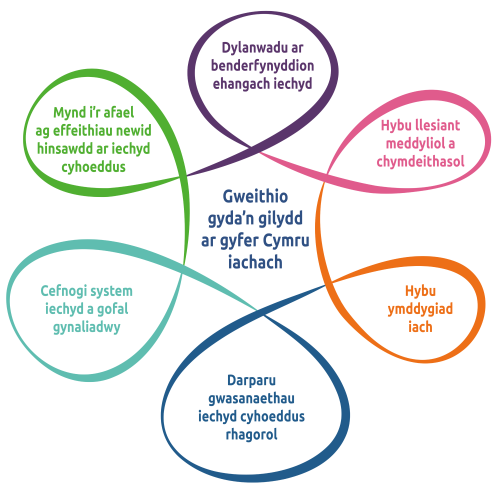 Dylanwadu ar
benderfynyddion
ehangach iechyd
Hybu llesiant
meddyliol a
chymdeithasol
Hybu
ymddygiad
iach
Darparu
gwasanaethau
iechyd cyhoeddus
rhagorol
Cefnogi system
iechyd a gofal
gynaliadwy
Mynd i'r afael
ag effeithiau newid
hinsawdd ar iechyd
cyhoeddus
Gweithio
gyda'n gilydd
ar gyfer Cymru
iachach